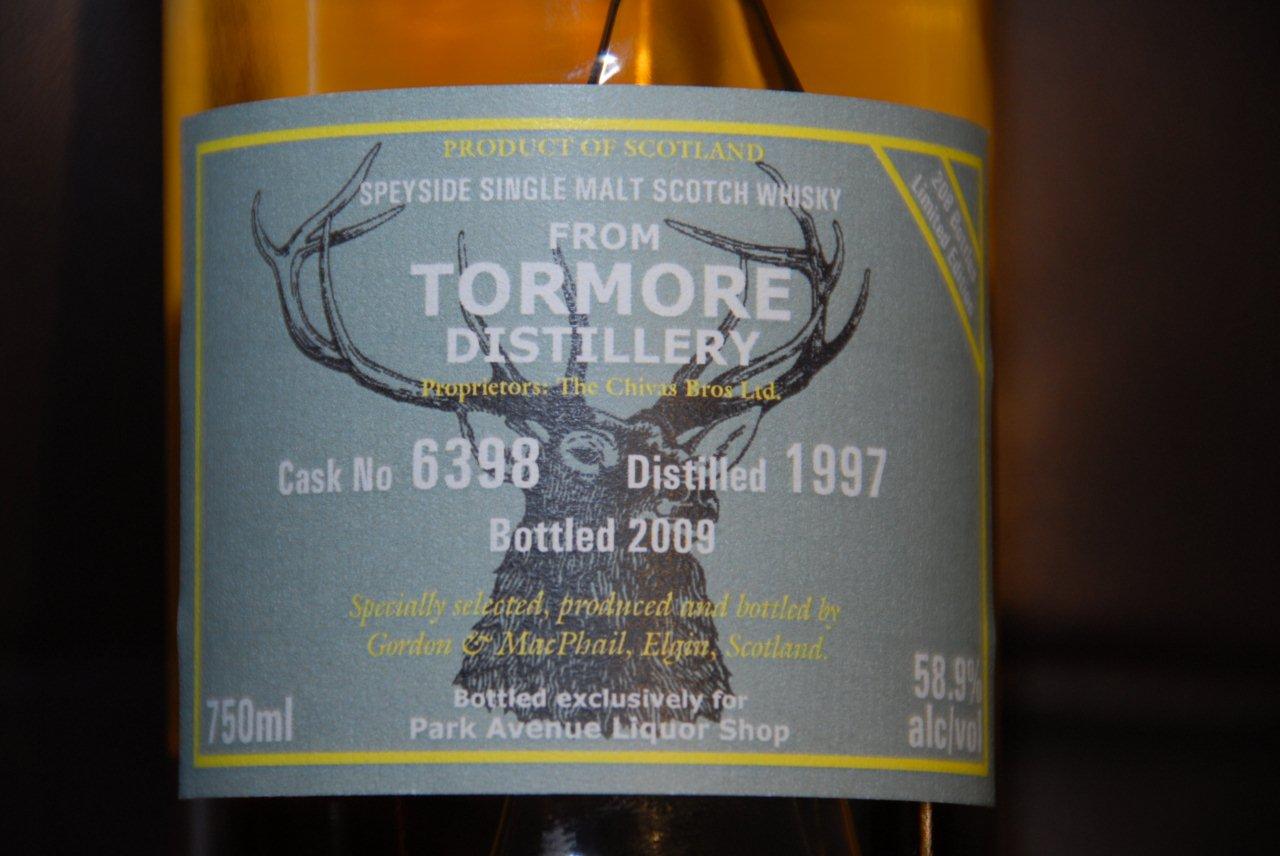 PRODUCT OF SCOTLAND
SPEYSIDE SINGLE MALT SCOTCH WHISKY
FROM
TORMORE
DISTILLERY
Proprietors: The Chivas Bros Ltd.
Cask No 6398 Distilled 1997
Bottled 2009
Specially selected, produced and bottled by
Gordon & MacPhail, Elgin, Scotland.
Bottled exclusively for
Park Avenue Liquor Shop
750ml
58.9%
alc/vol
208 Bottles
Limited Edition